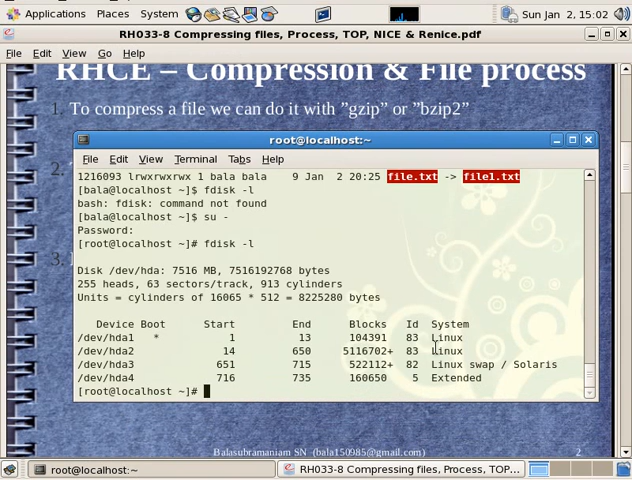 Applications Places System Sun Jan 2, 15:02
RH033-8 Compressing files, Process, TOP, NICE & Renice.pdf
File Edit View Go Help
RHCE – Compression & File process
1. To compress a file we can do it with ”gzip” or ”bzip2”
2.
3.
root@localhost:~
File Edit View Terminal Tabs Help
1216093 lrwxrwxrwx 1 bala bala 9 Jan 2 20:25 file.txt -> file1.txt
[bala@localhost ~]$ fdisk -l
bash: fdisk: command not found
[bala@localhost ~]$ su -
Password:
[root@localhost ~]# fdisk -l
Disk /dev/hda: 7516 MB, 7516192768 bytes
255 heads, 63 sectors/track, 913 cylinders
Units = cylinders of 16065 * 512 = 8225280 bytes
Device Boot Start End Blocks Id System
/dev/hda1 * 1 13 104391 83 Linux
/dev/hda2 14 650 5116702+ 83 Linux
/dev/hda3 651 715 522112+ 82 Linux swap / Solaris
/dev/hda4 716 735 160650 5 Extended
[root@localhost ~]#
Balasubramaniam SN (bala150985@gmail.com) 2
root@localhost:~ RH033-8 Compressing files, Process, TOP...